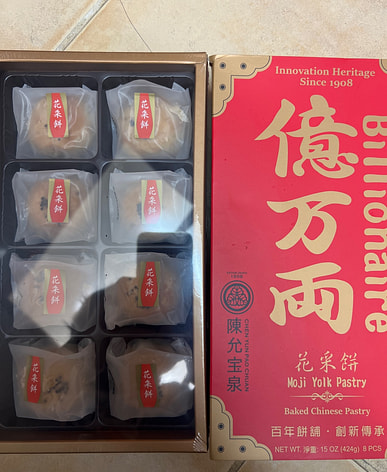 花采餅
花采餅
花采餅
花采餅
花采餅
花采餅
花采餅
花采餅
Innovation Heritage
Since 1908
億万両
Billionaire
陳允宝泉
CHEN YUN PAO CHUAN
花采餅
Moji Yolk Pastry
Baked Chinese Pastry
百年餅舖・創新傳承
NET WT. 淨重: 15 OZ (424g) 8 PCS